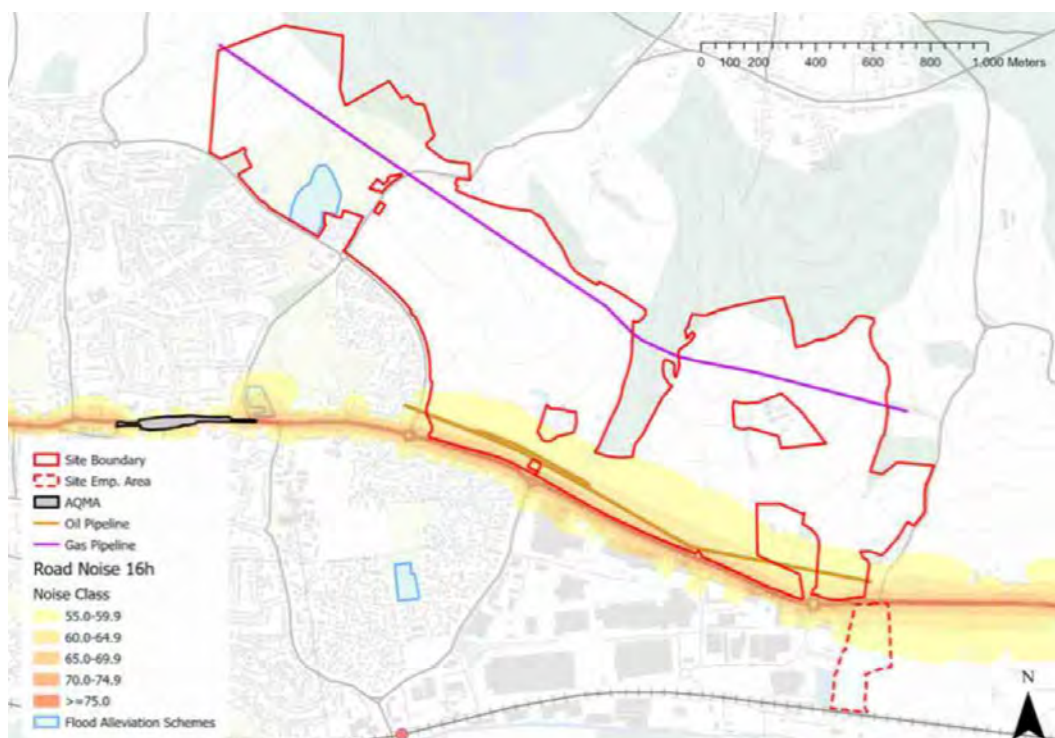 0 100 200 400 600 800 1,000 Meters
Site Boundary
Site Emp. Area
AQMA
Oil Pipeline
Gas Pipeline
Road Noise 16h
Noise Class
55.0-59.9
60.0-64.9
65.0-69.9
70.0-74.9
>=75.0
Flood Alleviation Schemes
N